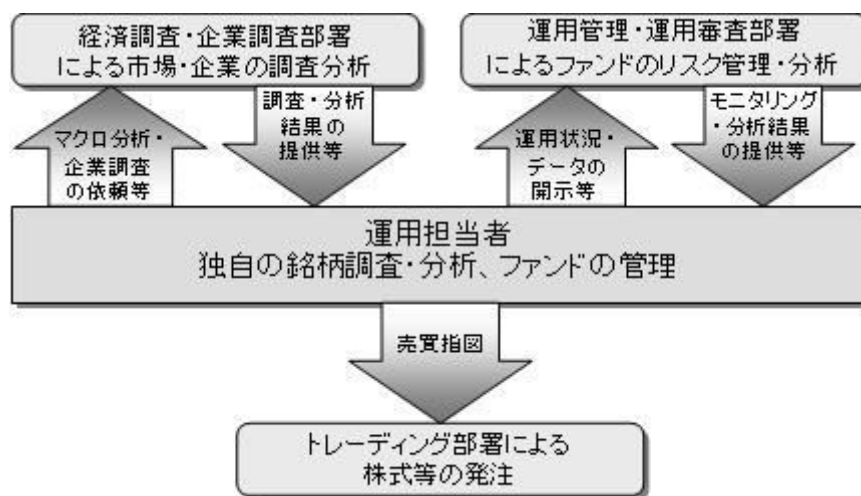 経済調査・企業調査部署
による市場・企業の調査分析
運用管理・運用審査部署
によるファンドのリスク管理・分析
マクロ分析・
企業調査
の依頼等
調査・分析
結果の
提供等
運用状況・
データの
開示等
モニタリング
・分析結果
の提供等
運用担当者
独自の銘柄調査・分析、ファンドの管理
売買指図
トレーディング部署による
株式等の発注